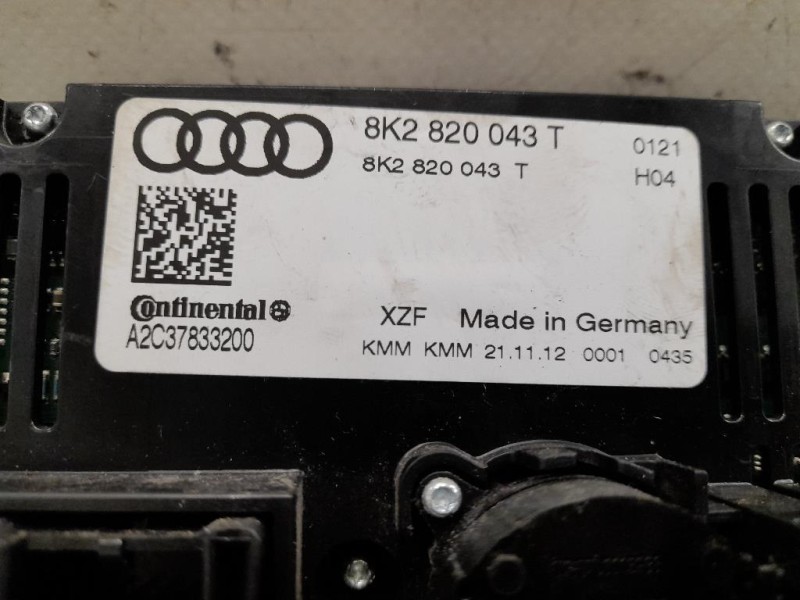 8K2 820 043 T 0121
8K2 820 043 T H04
Continental
A2C37833200
XZF Made in Germany
KMM KMM 21.11.12 0001 0435